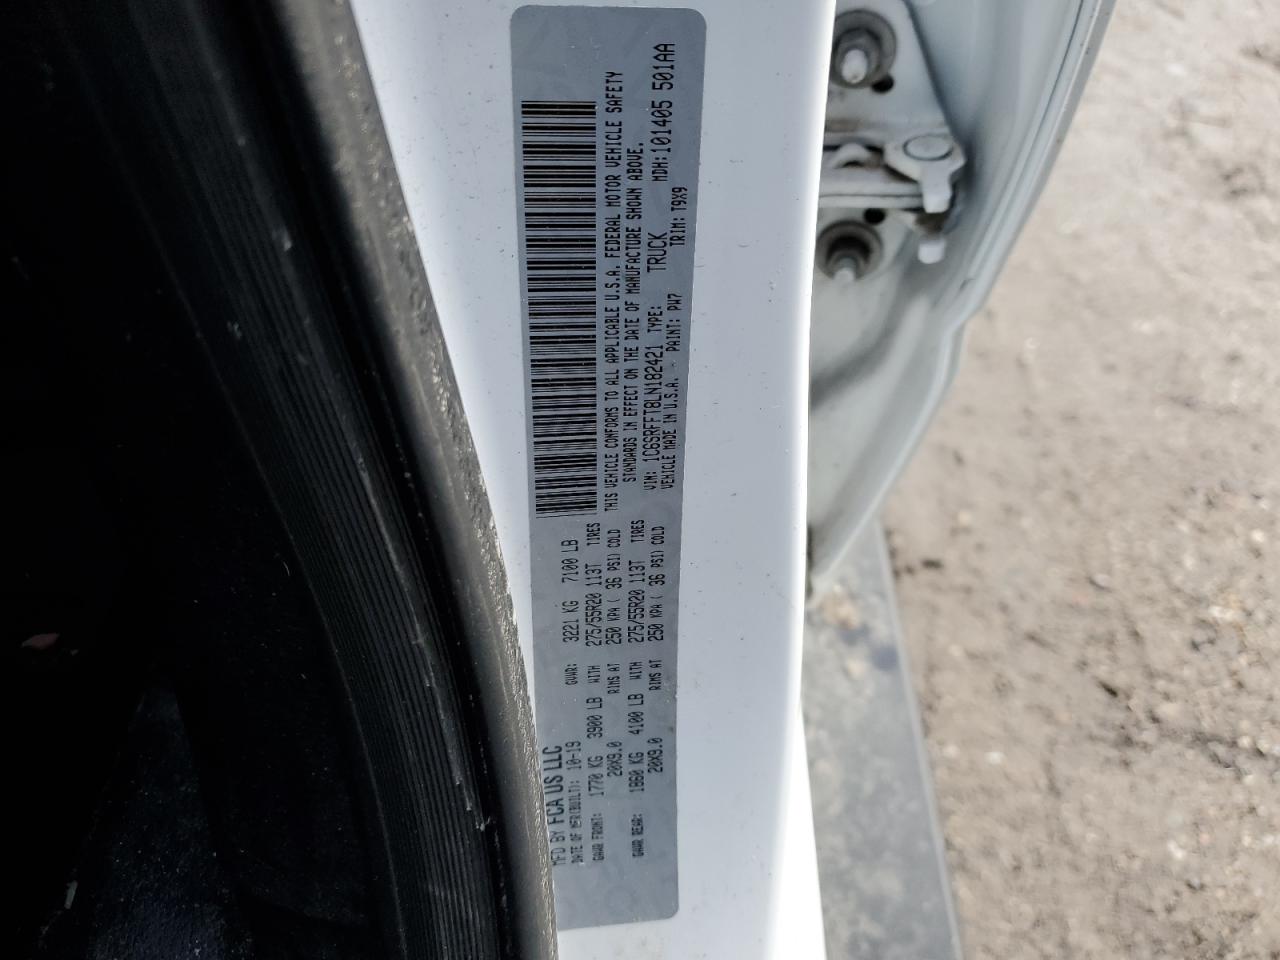 MFD BY FCA US LLC
DATE OF MFR(BUILT): 10-19 GVWR: 3221 KG 7100 LB
GAWR FRONT: 1770 KG 3900 LB WITH 275/55R20 113T TIRES
20X9.0 RIMS AT 250 KPA ( 36 PSI) COLD
GAWR REAR: 1860 KG 4100 LB WITH 275/55R20 113T TIRES
20X9.0 RIMS AT 250 KPA ( 36 PSI) COLD
THIS VEHICLE CONFORMS TO ALL APPLICABLE U.S.A. FEDERAL MOTOR VEHICLE SAFETY
STANDARDS IN EFFECT ON THE DATE OF MANUFACTURE SHOWN ABOVE.
VIN: 1C6SRFFT8LN182421 TYPE: TRUCK MDH:101405 501AA
VEHICLE MADE IN U.S.A. PAINT: PW7 TRIM: T9X9